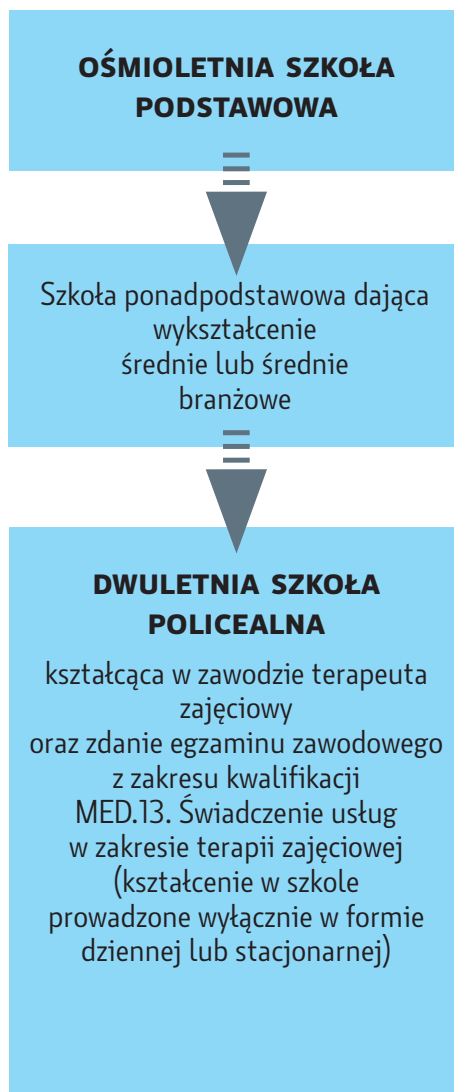 OŚMIOLETNIA SZKOŁA
PODSTAWOWA
Szkoła ponadpodstawowa dająca
wykształcenie
średnie lub średnie
branżowe
DWULETNIA SZKOŁA
POLICEALNA
kształcąca w zawodzie terapeuta
zajęciowy
oraz zdanie egzaminu zawodowego
z zakresu kwalifikacji
MED.13. Świadczenie usług
w zakresie terapii zajęciowej
(kształcenie w szkole
prowadzone wyłącznie w formie
dziennej lub stacjonarnej)